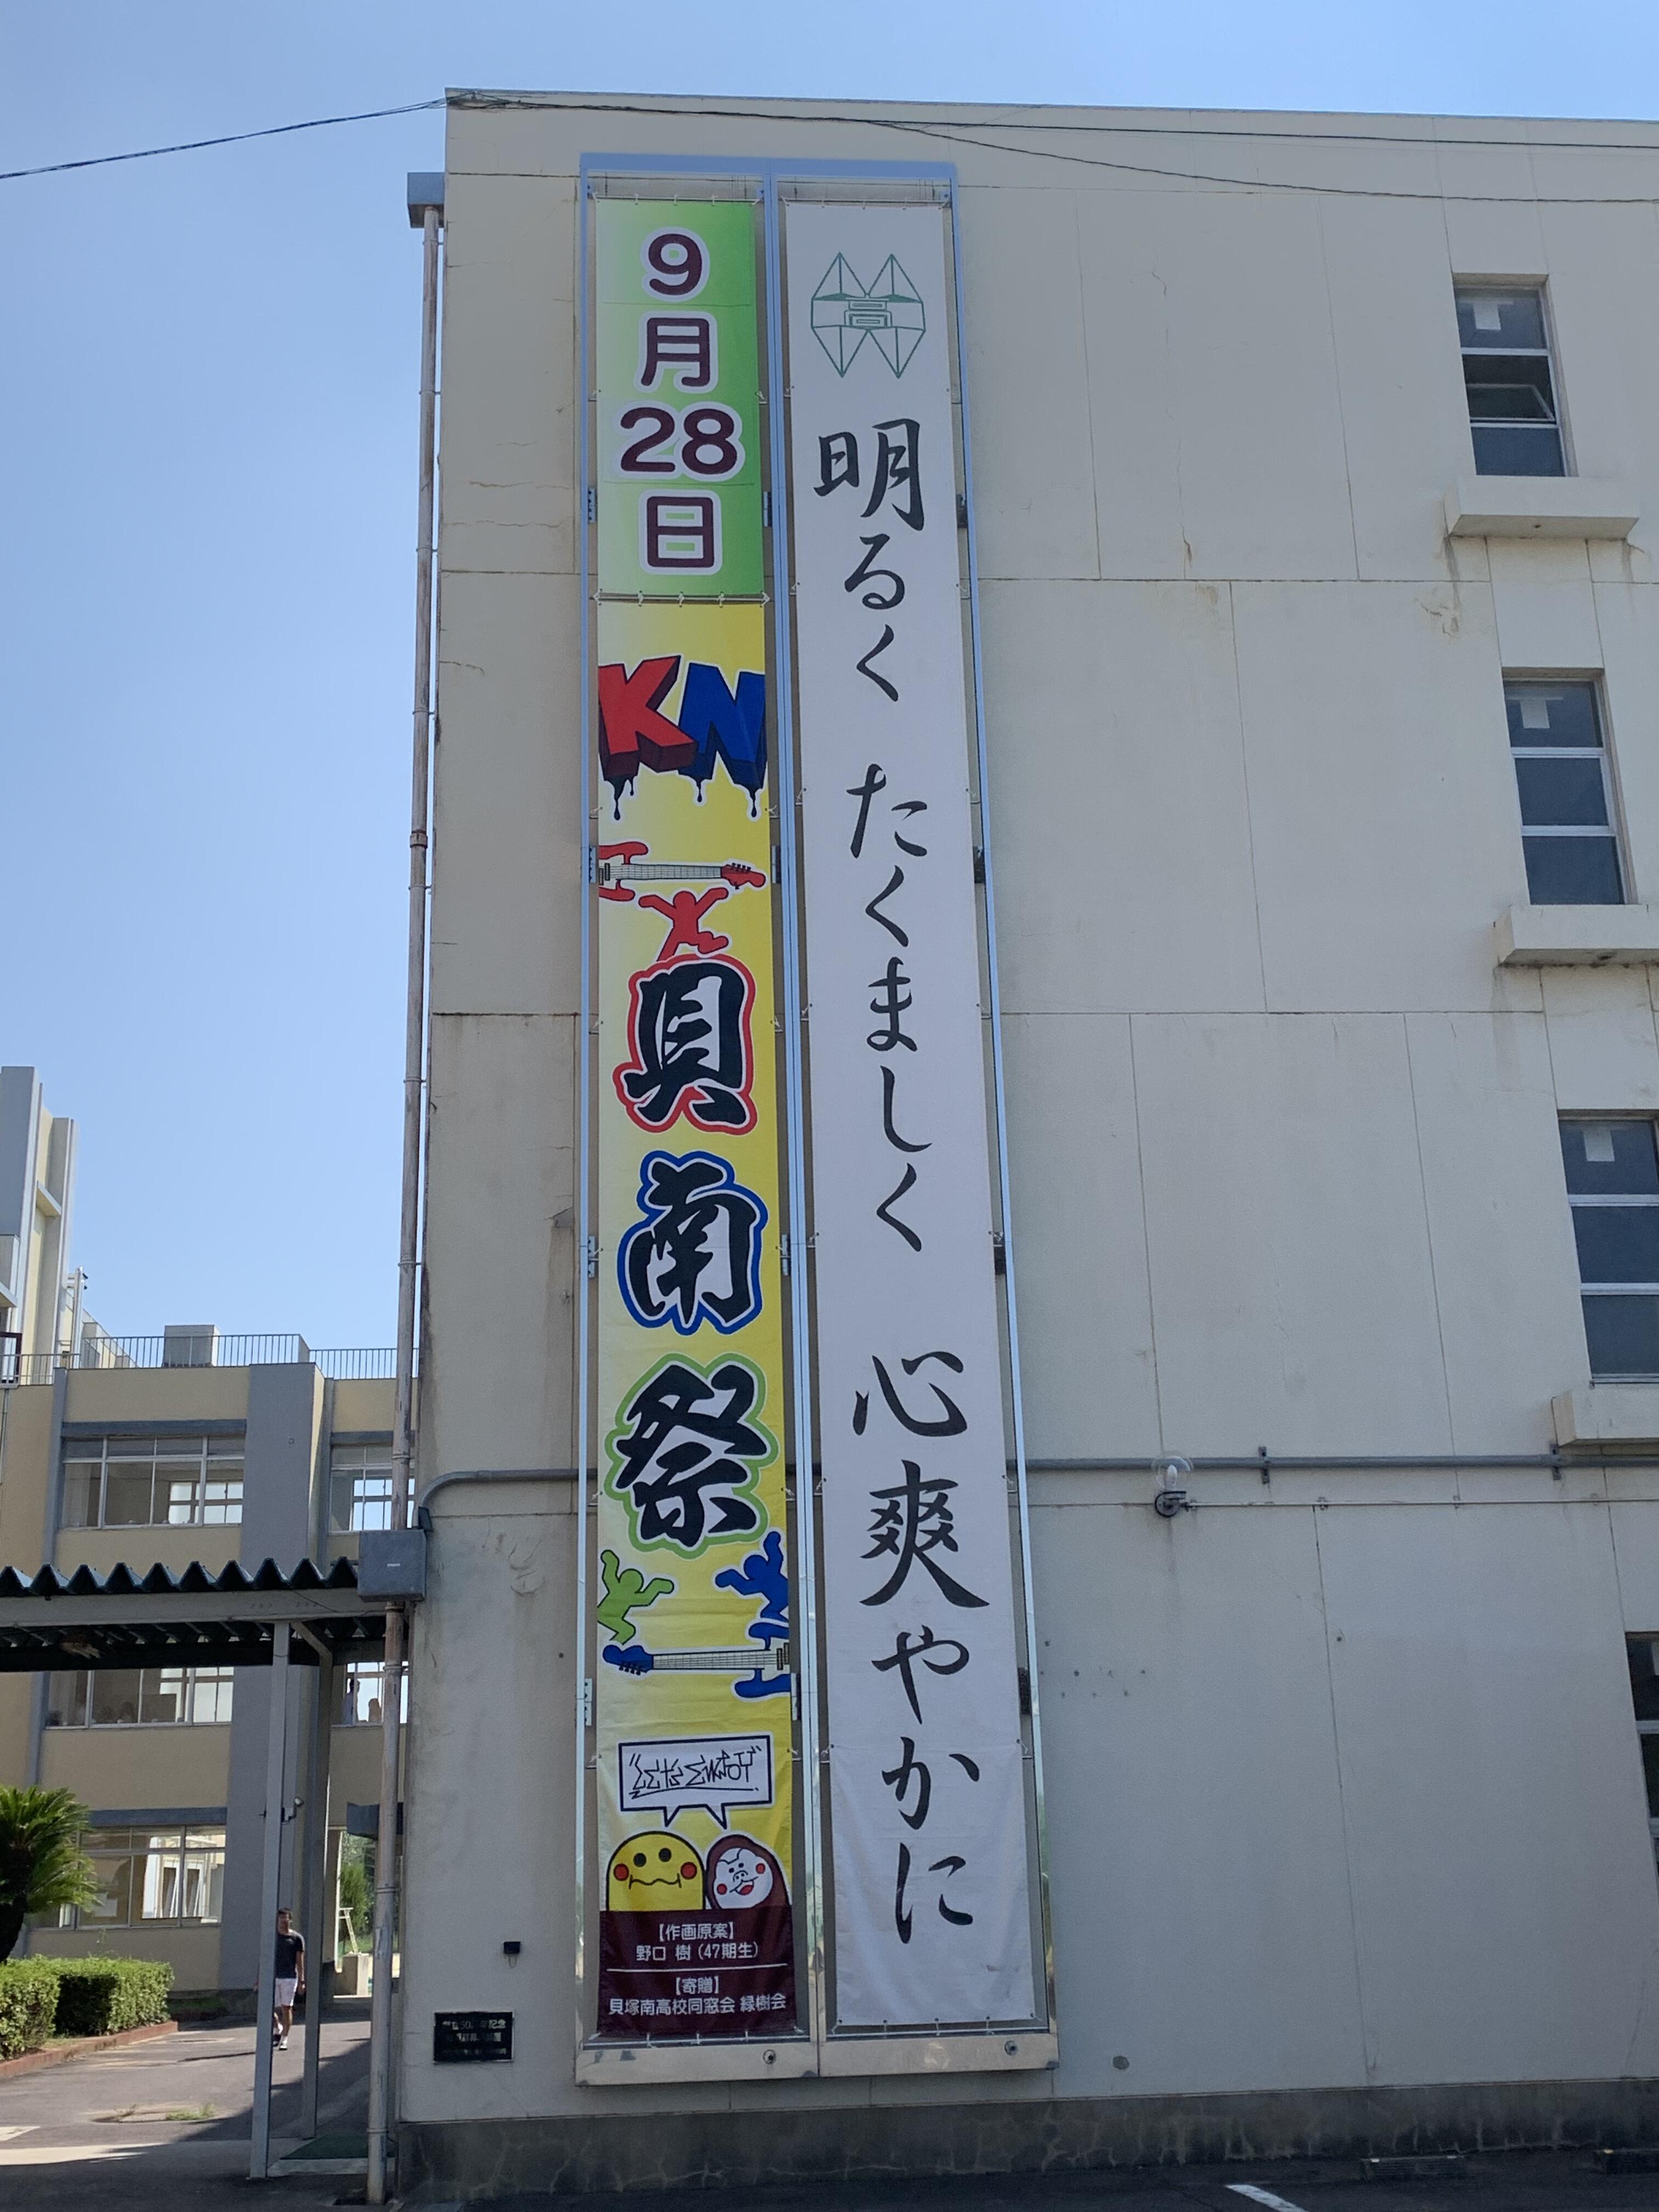 明るく たくましく 心爽やかに
9月28日
KN
貝南祭
【作画原案】
野口 樹 (47期生)
【寄贈】
貝塚南高校同窓会 緑樹会